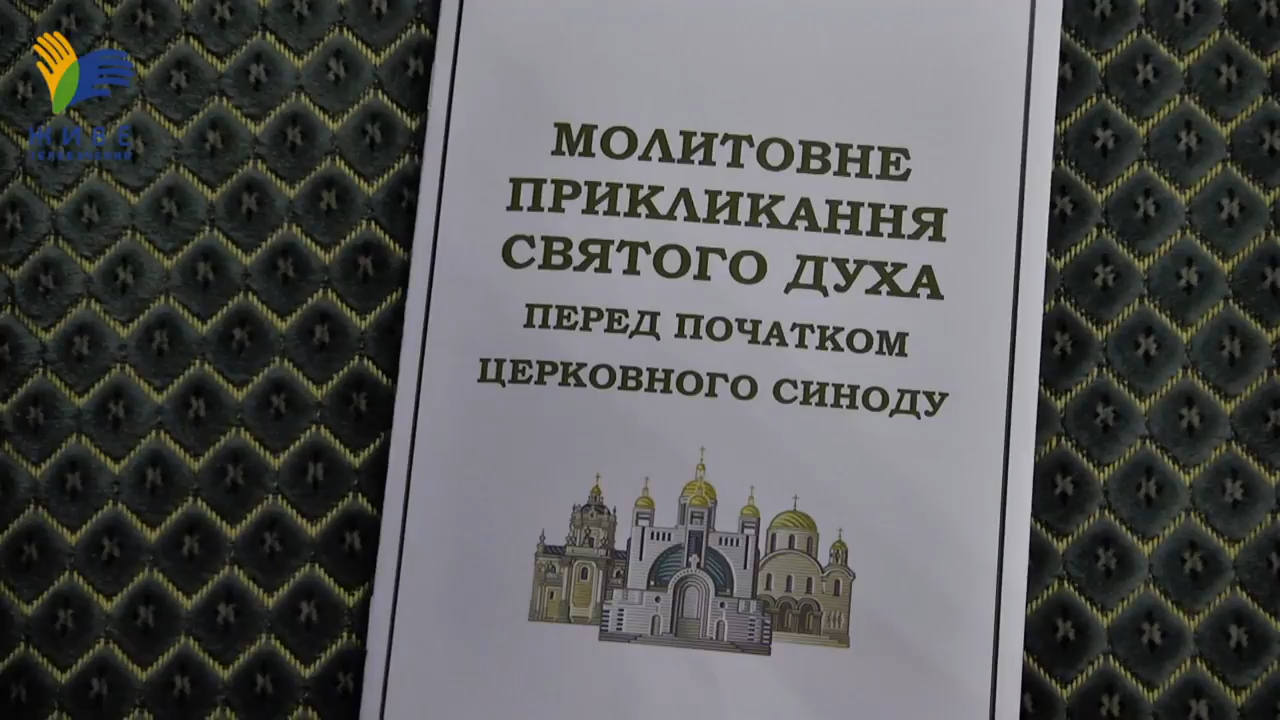 ЖИВЕ
МОЛИТОВНЕ
ПРИКЛИКАННЯ
СВЯТОГО ДУХА
ПЕРЕД ПОЧАТКОМ
ЦЕРКОВНОГО СИНОДУ